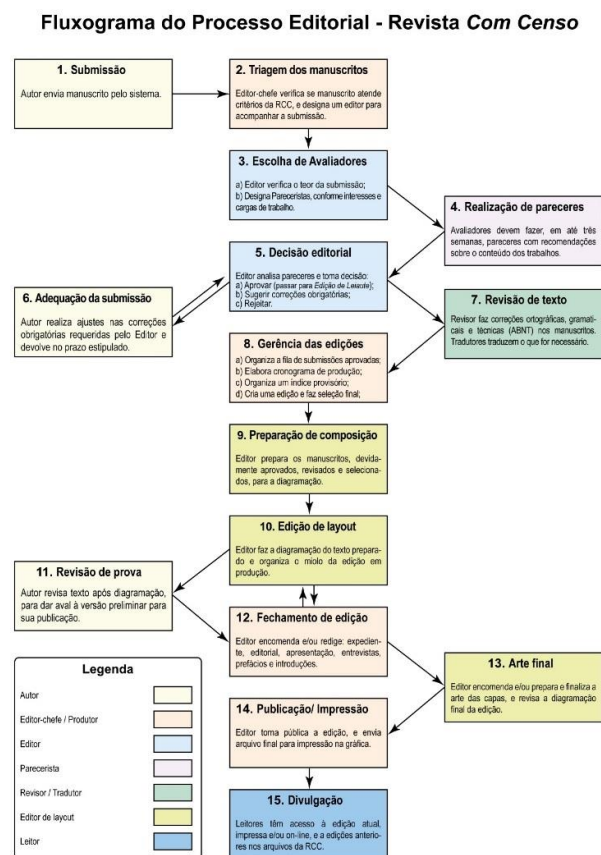 Fluxograma do Processo Editorial - Revista Com Censo
1. Submissão
Autor envia manuscrito pelo sistema.
2. Triagem dos manuscritos
Editor-chefe verifica se manuscrito atende
critérios da RCC, e designa um editor para
acompanhar a submissão.
3. Escolha de Avaliadores
a) Editor verifica o teor da submissão;
b) Designa Pareceristas, conforme interesses e
cargas de trabalho.
4. Realização de pareceres
Avaliadores devem fazer, em até três
semanas, pareceres com recomendações
sobre o conteúdo dos trabalhos.
5. Decisão editorial
Editor analisa pareceres e toma decisão:
a) Aprovar (passar para Edição de Leiaute);
b) Sugerir correções obrigatórias;
c) Rejeitar.
6. Adequação da submissão
Autor realiza ajustes nas correções
obrigatórias requeridas pelo Editor e
devolve no prazo estipulado.
7. Revisão de texto
Revisor faz correções ortográficas, gramati-
cais e técnicas (ABNT) nos manuscritos.
Tradutores traduzem o que for necessário.
8. Gerência das edições
a) Organiza a fila de submissões aprovadas;
b) Elabora cronograma de produção;
c) Organiza um índice provisório;
d) Cria uma edição e faz seleção final;
9. Preparação de composição
Editor prepara os manuscritos, devida-
mente aprovados, revisados e seleciona-
dos, para a diagramação.
10. Edição de layout
Editor faz a diagramação do texto prepara-
do e organiza o miolo da edição em
produção.
11. Revisão de prova
Autor revisa texto após diagramação,
para dar aval à versão preliminar para
sua publicação.
12. Fechamento de edição
Editor encomenda e/ou redige: expedien-
te, editorial, apresentação, entrevistas,
prefácios e introduções.
13. Arte final
Editor encomenda e/ou prepara e finaliza a
arte das capas, e revisa a diagramação
final da edição.
14. Publicação/ Impressão
Editor torna pública a edição, e envia
arquivo final para impressão na gráfica.
15. Divulgação
Leitores têm acesso à edição atual,
impressa e/ou on-line, e a edições anterio-
res nos arquivos da RCC.
Legenda
Autor
Editor-chefe / Produtor
Editor
Parecerista
Revisor / Tradutor
Editor de layout
Leitor